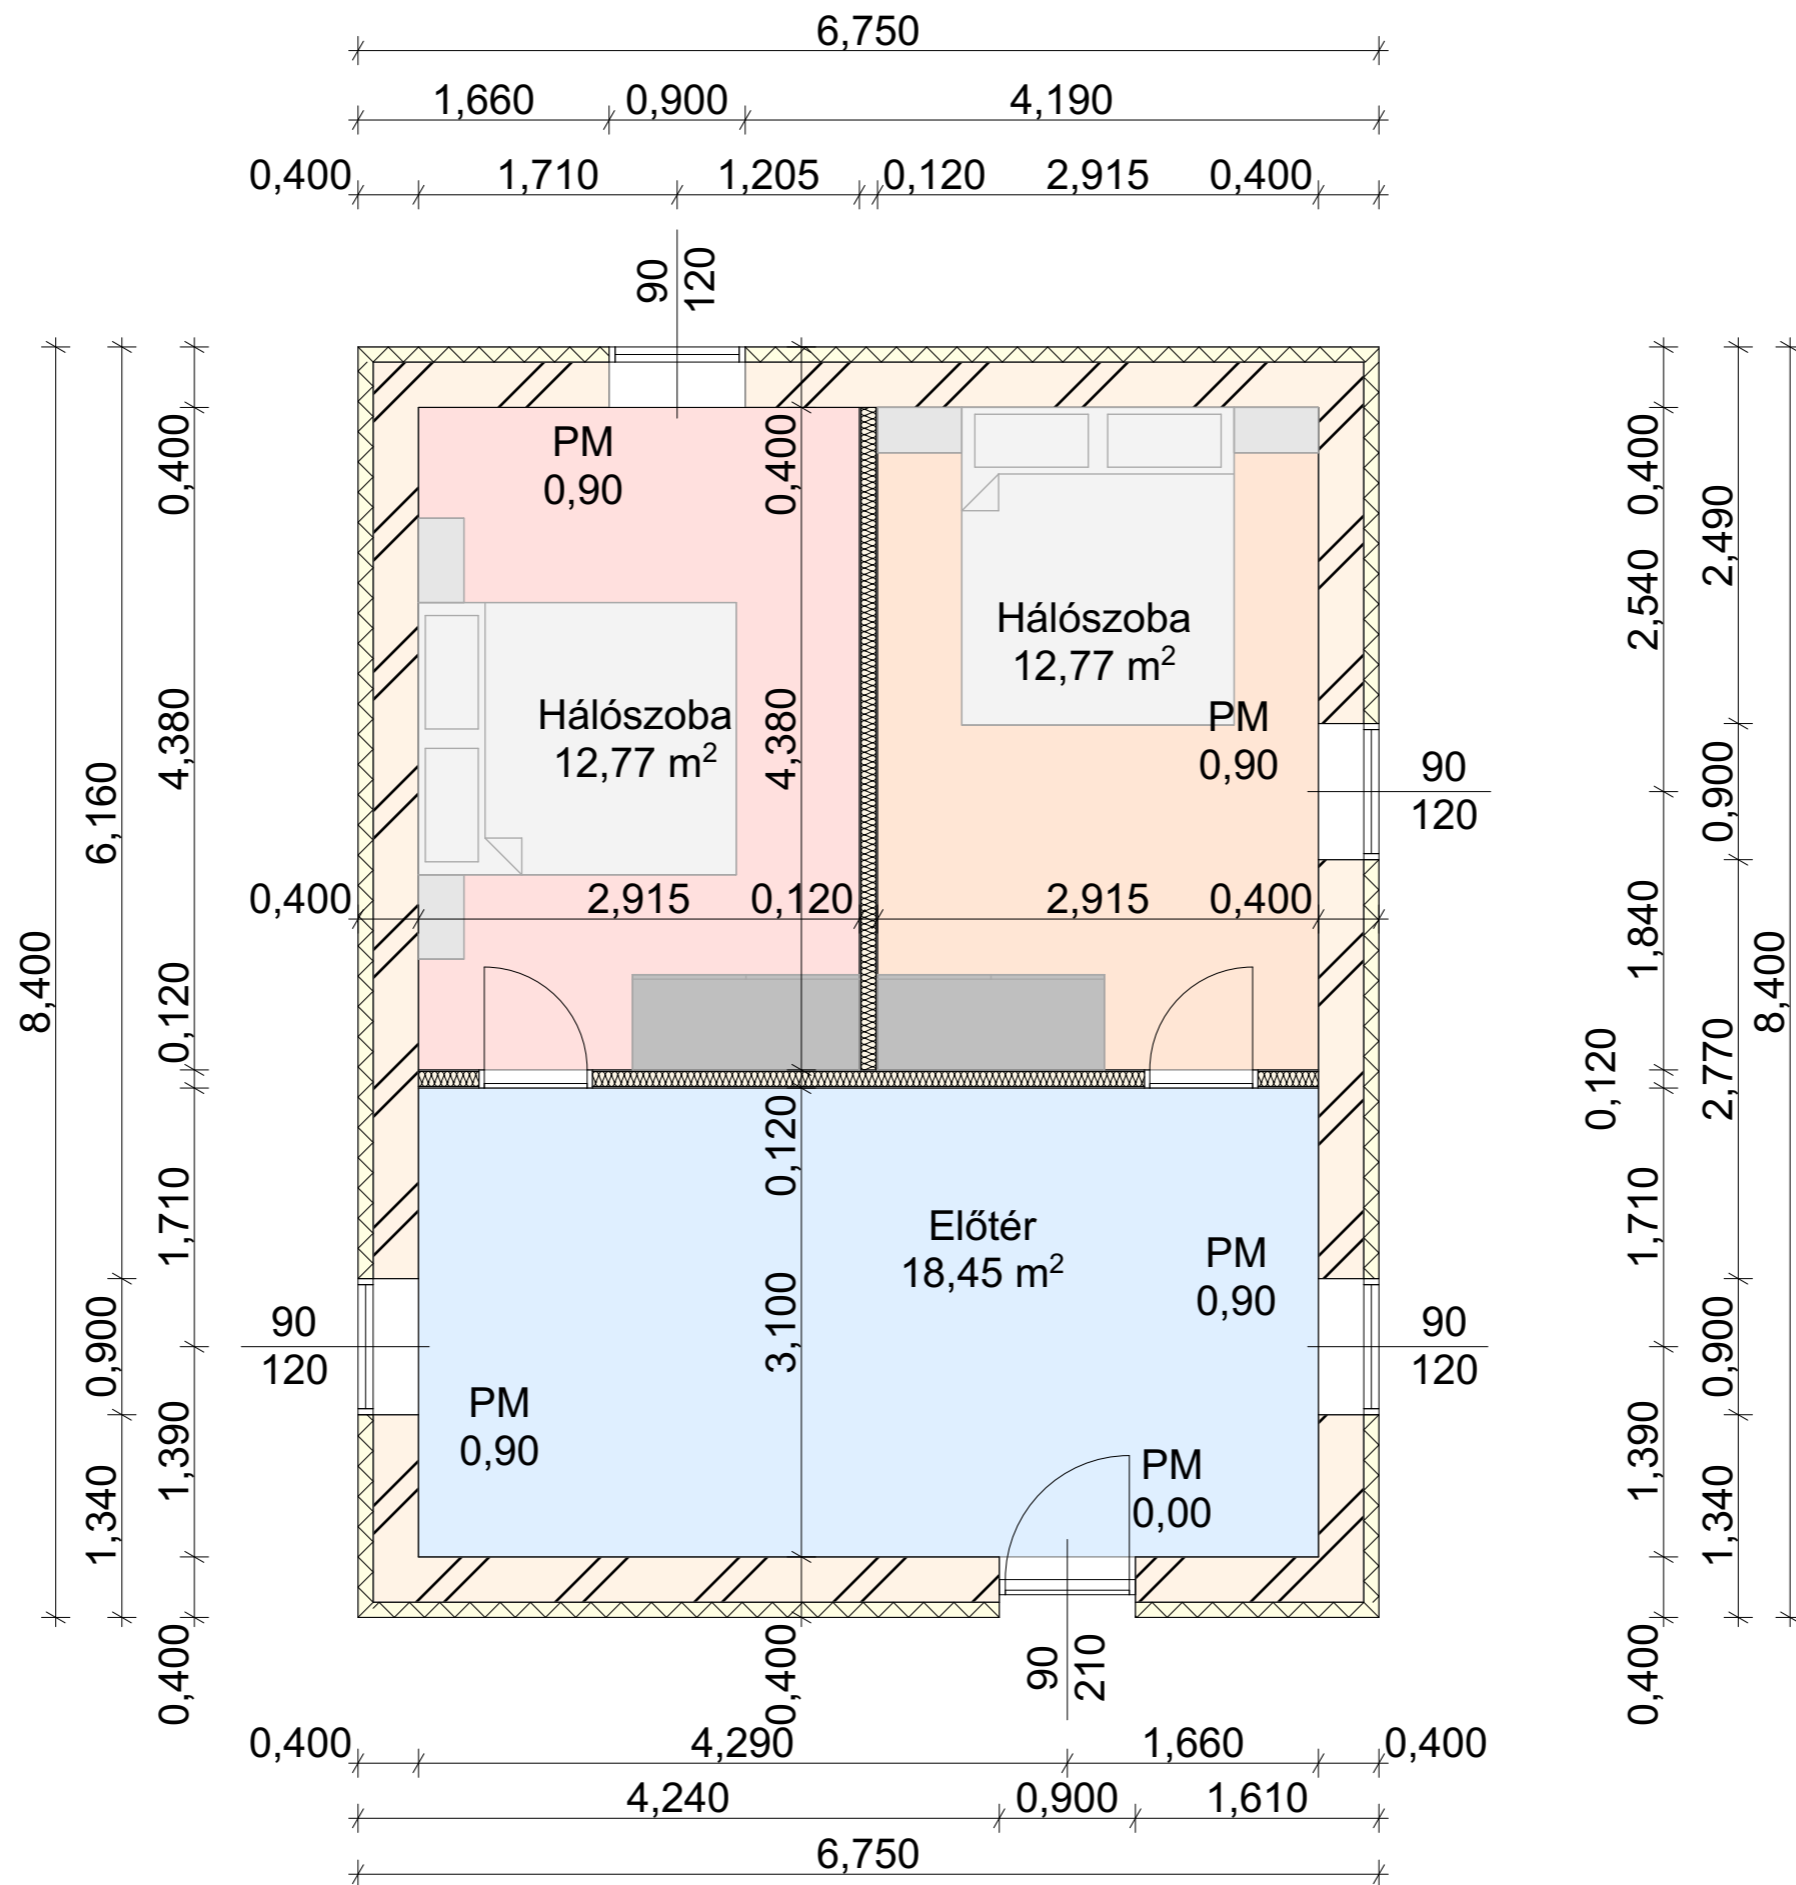 6,750
1,660 0,900 4,190
0,400 1,710 1,205 0,120 2,915 0,400
90
120
PM
0,90
0,400
Hálószoba
12,77 m²
4,380
Hálószoba
12,77 m²
PM
0,90
90
120
0,400 2,915 0,120 2,915 0,400
0,120
Előtér
18,45 m²
3,100
PM
0,90
90
120
90
120
PM
0,90
PM
0,00
0,400
90
210
8,400
6,160
0,900
1,340
0,400
4,380
0,120
1,710
1,390
0,400
0,400
2,540
1,840
0,120
1,710
1,390
0,400
2,490
0,900
2,770
0,900
1,340
8,400
0,400 4,290 1,660 0,400
4,240 0,900 1,610
6,750